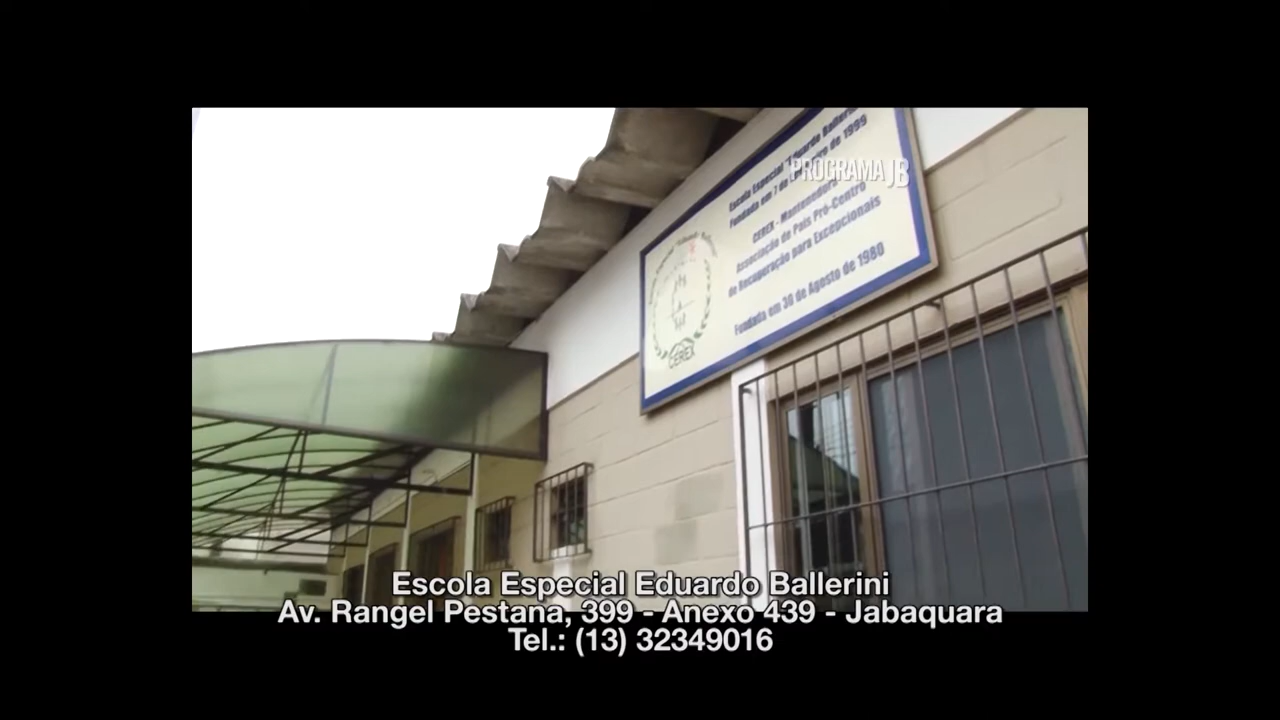 PROGRAMA JB
Escola Especial "Eduardo Ballerini
Fundada em 7 de
de 1999
CEREX - Mantenedora
Associação de Pais Pró-Centro
de Recuperação para Excepcionais
Fundada em 30 de Agosto de 1980
CEREX
Escola Especial Eduardo Ballerini
Av. Rangel Pestana, 399 - Anexo 439 - Jabaquara
Tel.: (13) 32349016